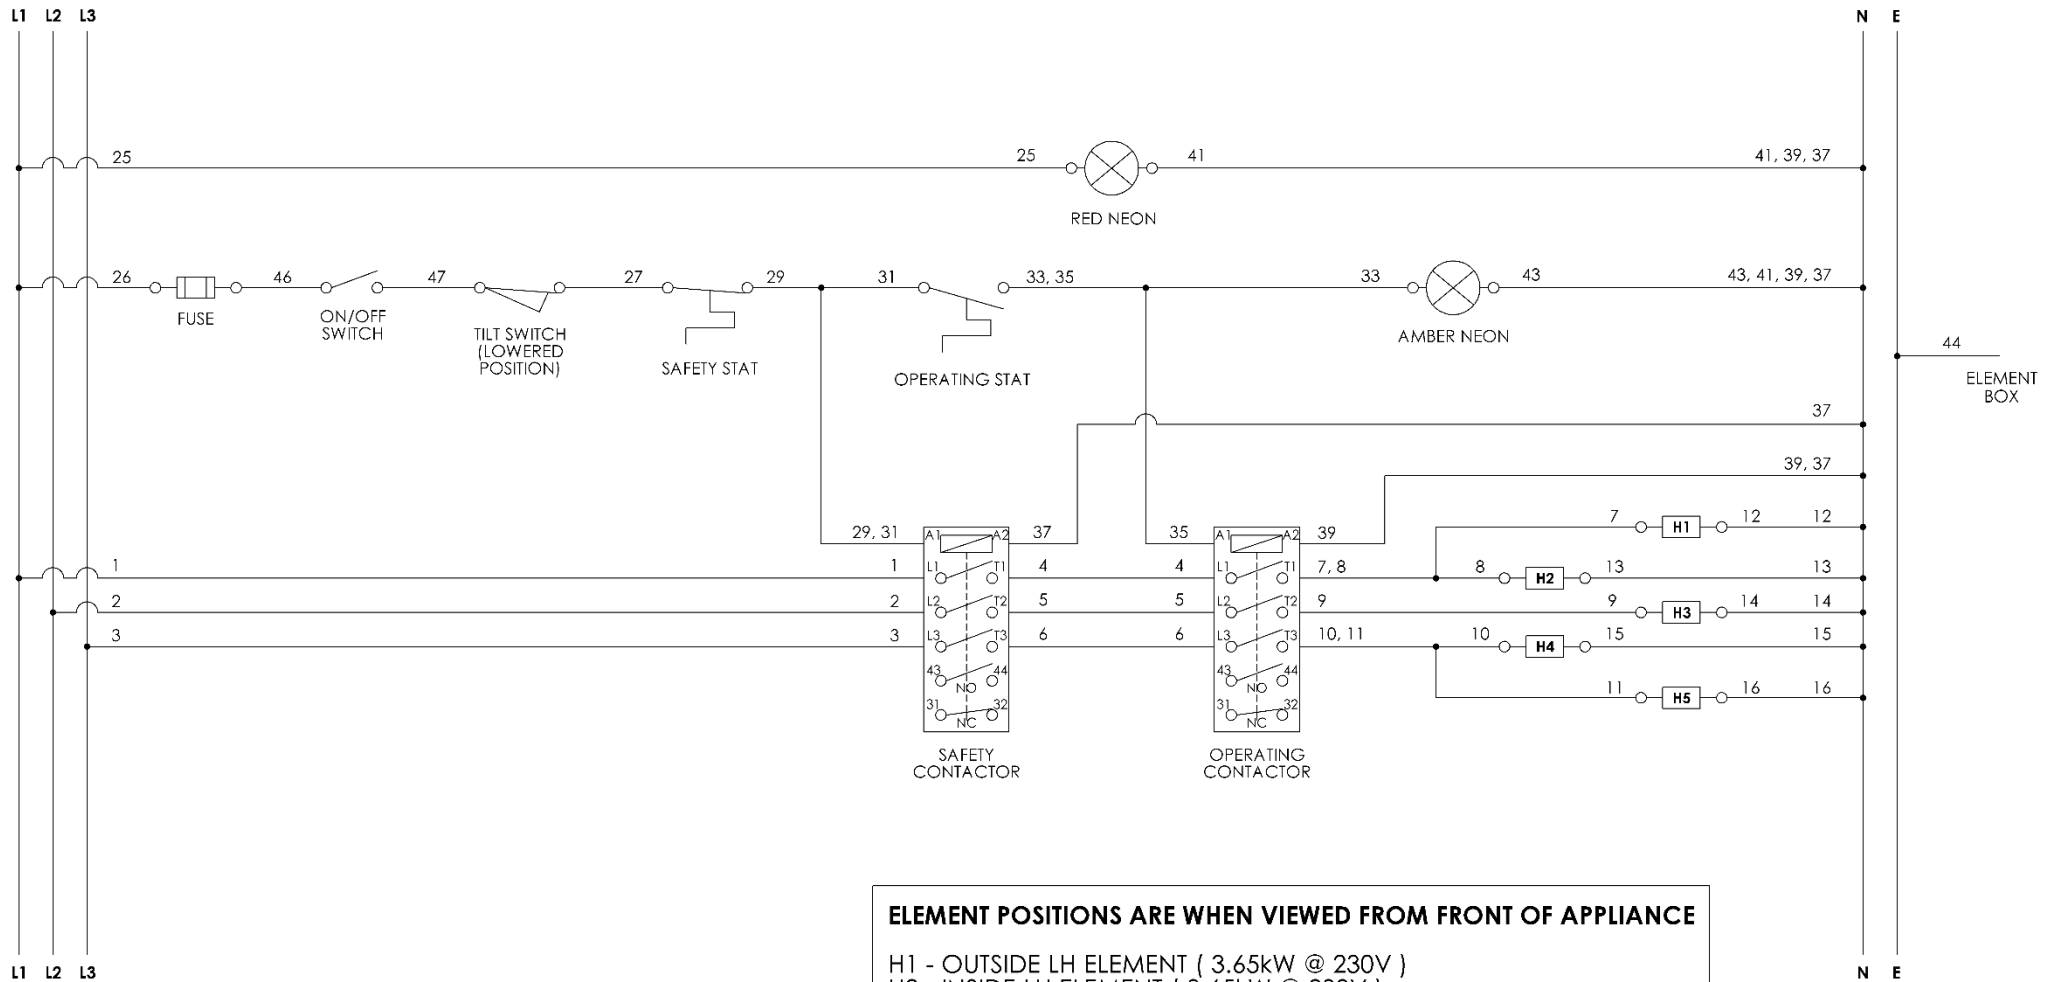 L1 L2 L3 N E
25 25 41 41, 39, 37
RED NEON
26 46 47 27 29 31 33, 35 33 43 43, 41, 39, 37
FUSE
ON/OFF
SWITCH
TILT SWITCH
(LOWERED
POSITION)
SAFETY STAT
OPERATING STAT
AMBER NEON
44
ELEMENT
BOX
37
39, 37
29, 31 A1 A2 37 35 A1 A2 39
7 H1 12 12
1 1 L1 T1 4 4 L1 T1 7, 8 8 H2 13 13
2 2 L2 T2 5 5 L2 T2 9 9 H3 14 14
3 3 L3 T3 6 6 L3 T3 10, 11 10 H4 15 15
43 44 43 44
NO NO
11 H5 16 16
31 32 31 32
NC NC
SAFETY
CONTACTOR
OPERATING
CONTACTOR
ELEMENT POSITIONS ARE WHEN VIEWED FROM FRONT OF APPLIANCE
H1 - OUTSIDE LH ELEMENT ( 3.65kW @ 230V )
L1 L2 L3 N E